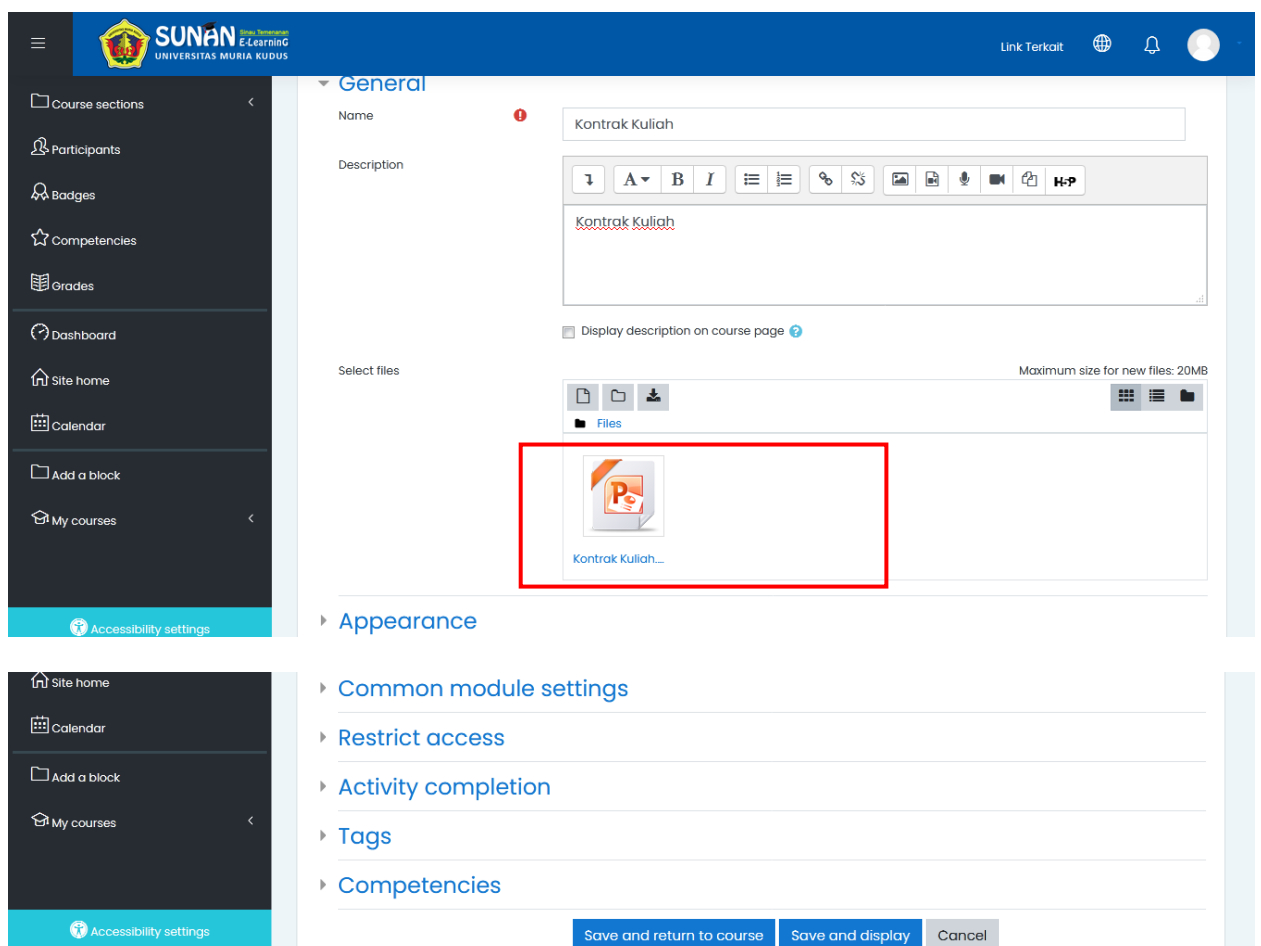 SUNAN Sinau Temenanan
E-LearninG
UNIVERSITAS MURIA KUDUS
Link Terkait
Course sections
Participants
Badges
Competencies
Grades
Dashboard
Site home
Calendar
Add a block
My courses
Accessibility settings
General
Name
Kontrak Kuliah
Description
A B I H-P
Kontrak Kuliah
Display description on course page
Select files
Maximum size for new files: 20MB
Files
Kontrak Kuliah....
Appearance
Site home
Calendar
Add a block
My courses
Accessibility settings
Common module settings
Restrict access
Activity completion
Tags
Competencies
Save and return to course Save and display Cancel